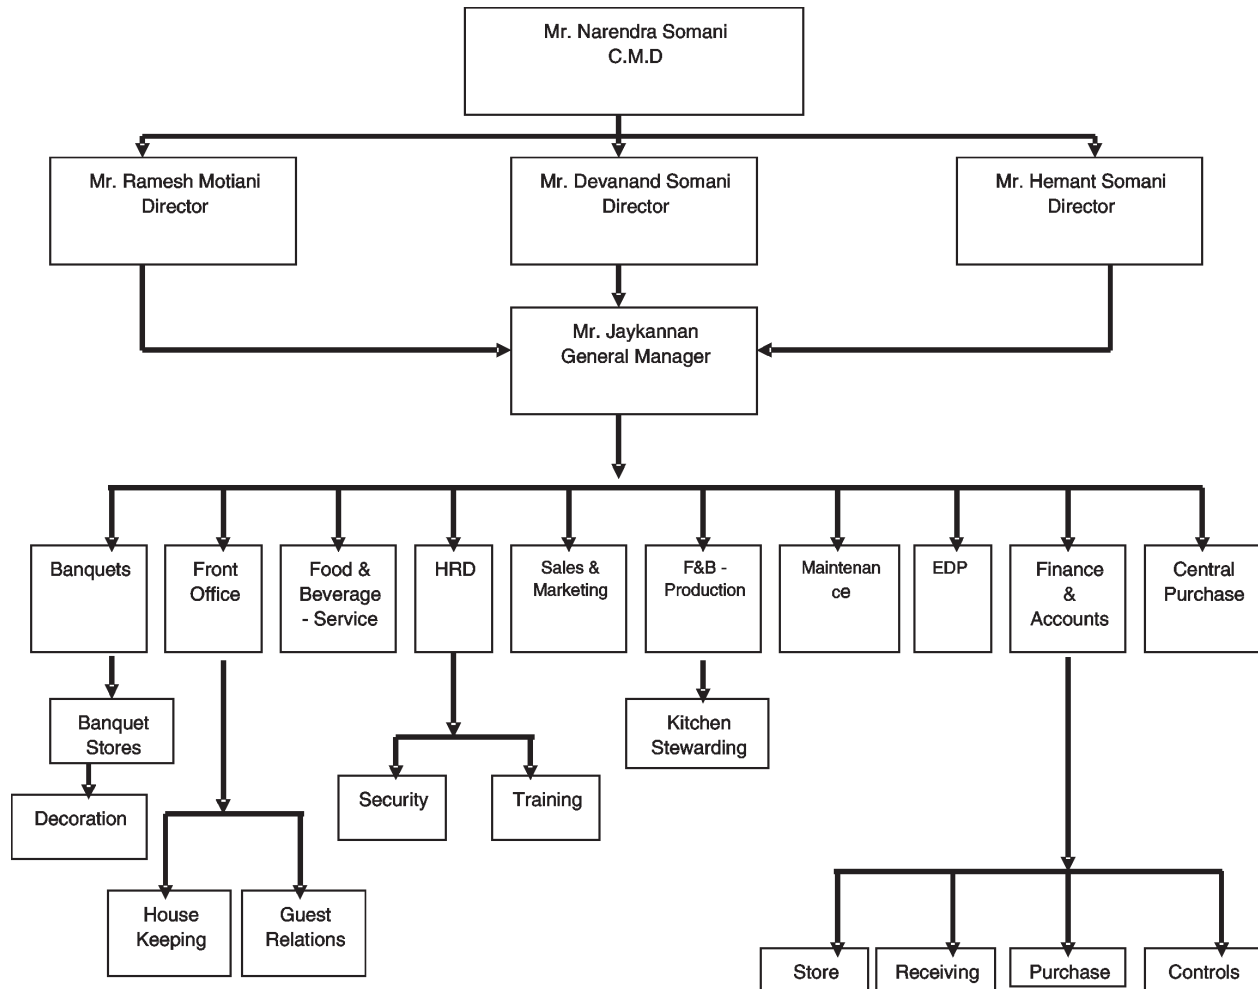 Mr. Narendra Somani
C.M.D
Mr. Ramesh Motiani
Director
Mr. Devanand Somani
Director
Mr. Hemant Somani
Director
Mr. Jaykannan
General Manager
Banquets
Front
Office
Food &
Beverage
- Service
HRD
Sales &
Marketing
F&B -
Production
Maintenan
ce
EDP
Finance
&
Accounts
Central
Purchase
Banquet
Stores
Kitchen
Stewarding
Decoration
Security
Training
House
Keeping
Guest
Relations
Store
Receiving
Purchase
Controls